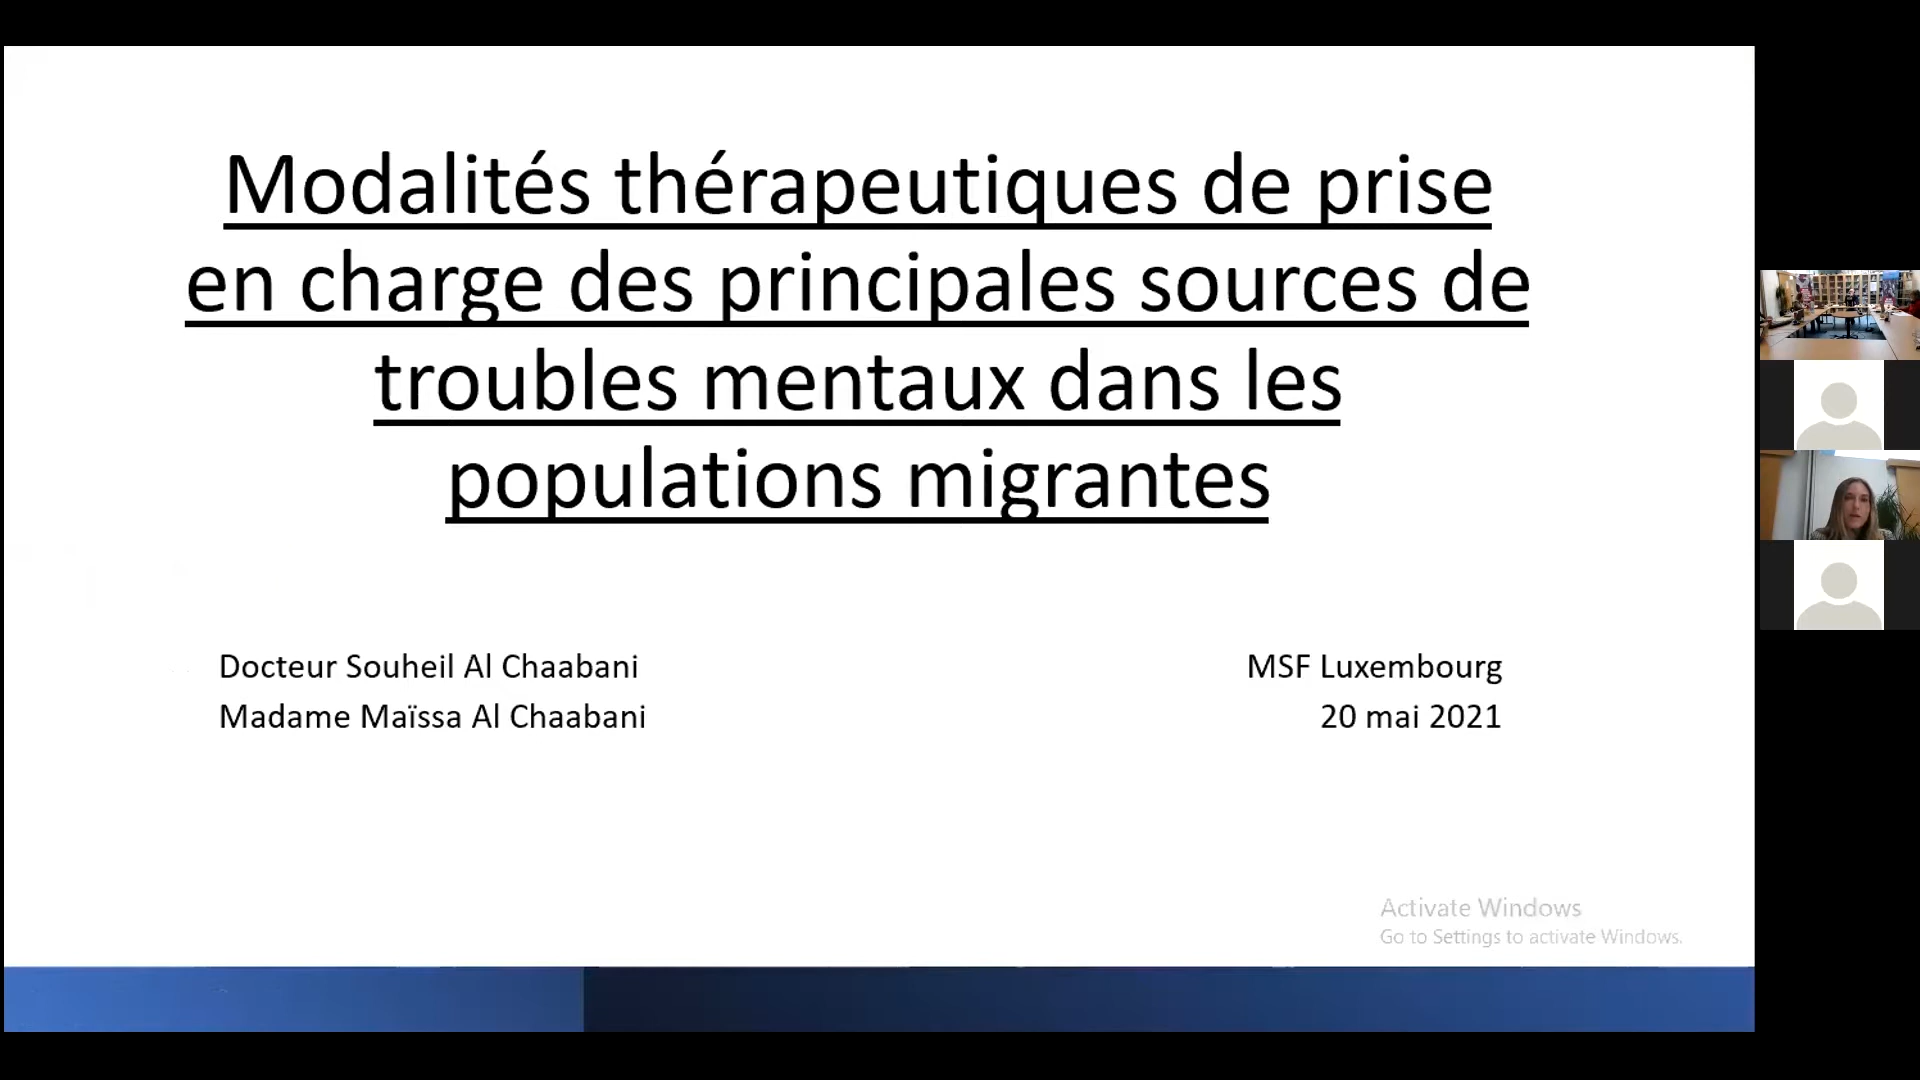 Modalités thérapeutiques de prise
en charge des principales sources de
troubles mentaux dans les
populations migrantes
Docteur Souheil Al Chaabani
Madame Maïssa Al Chaabani
MSF Luxembourg
20 mai 2021
Activate Windows
Go to Settings to activate Windows.